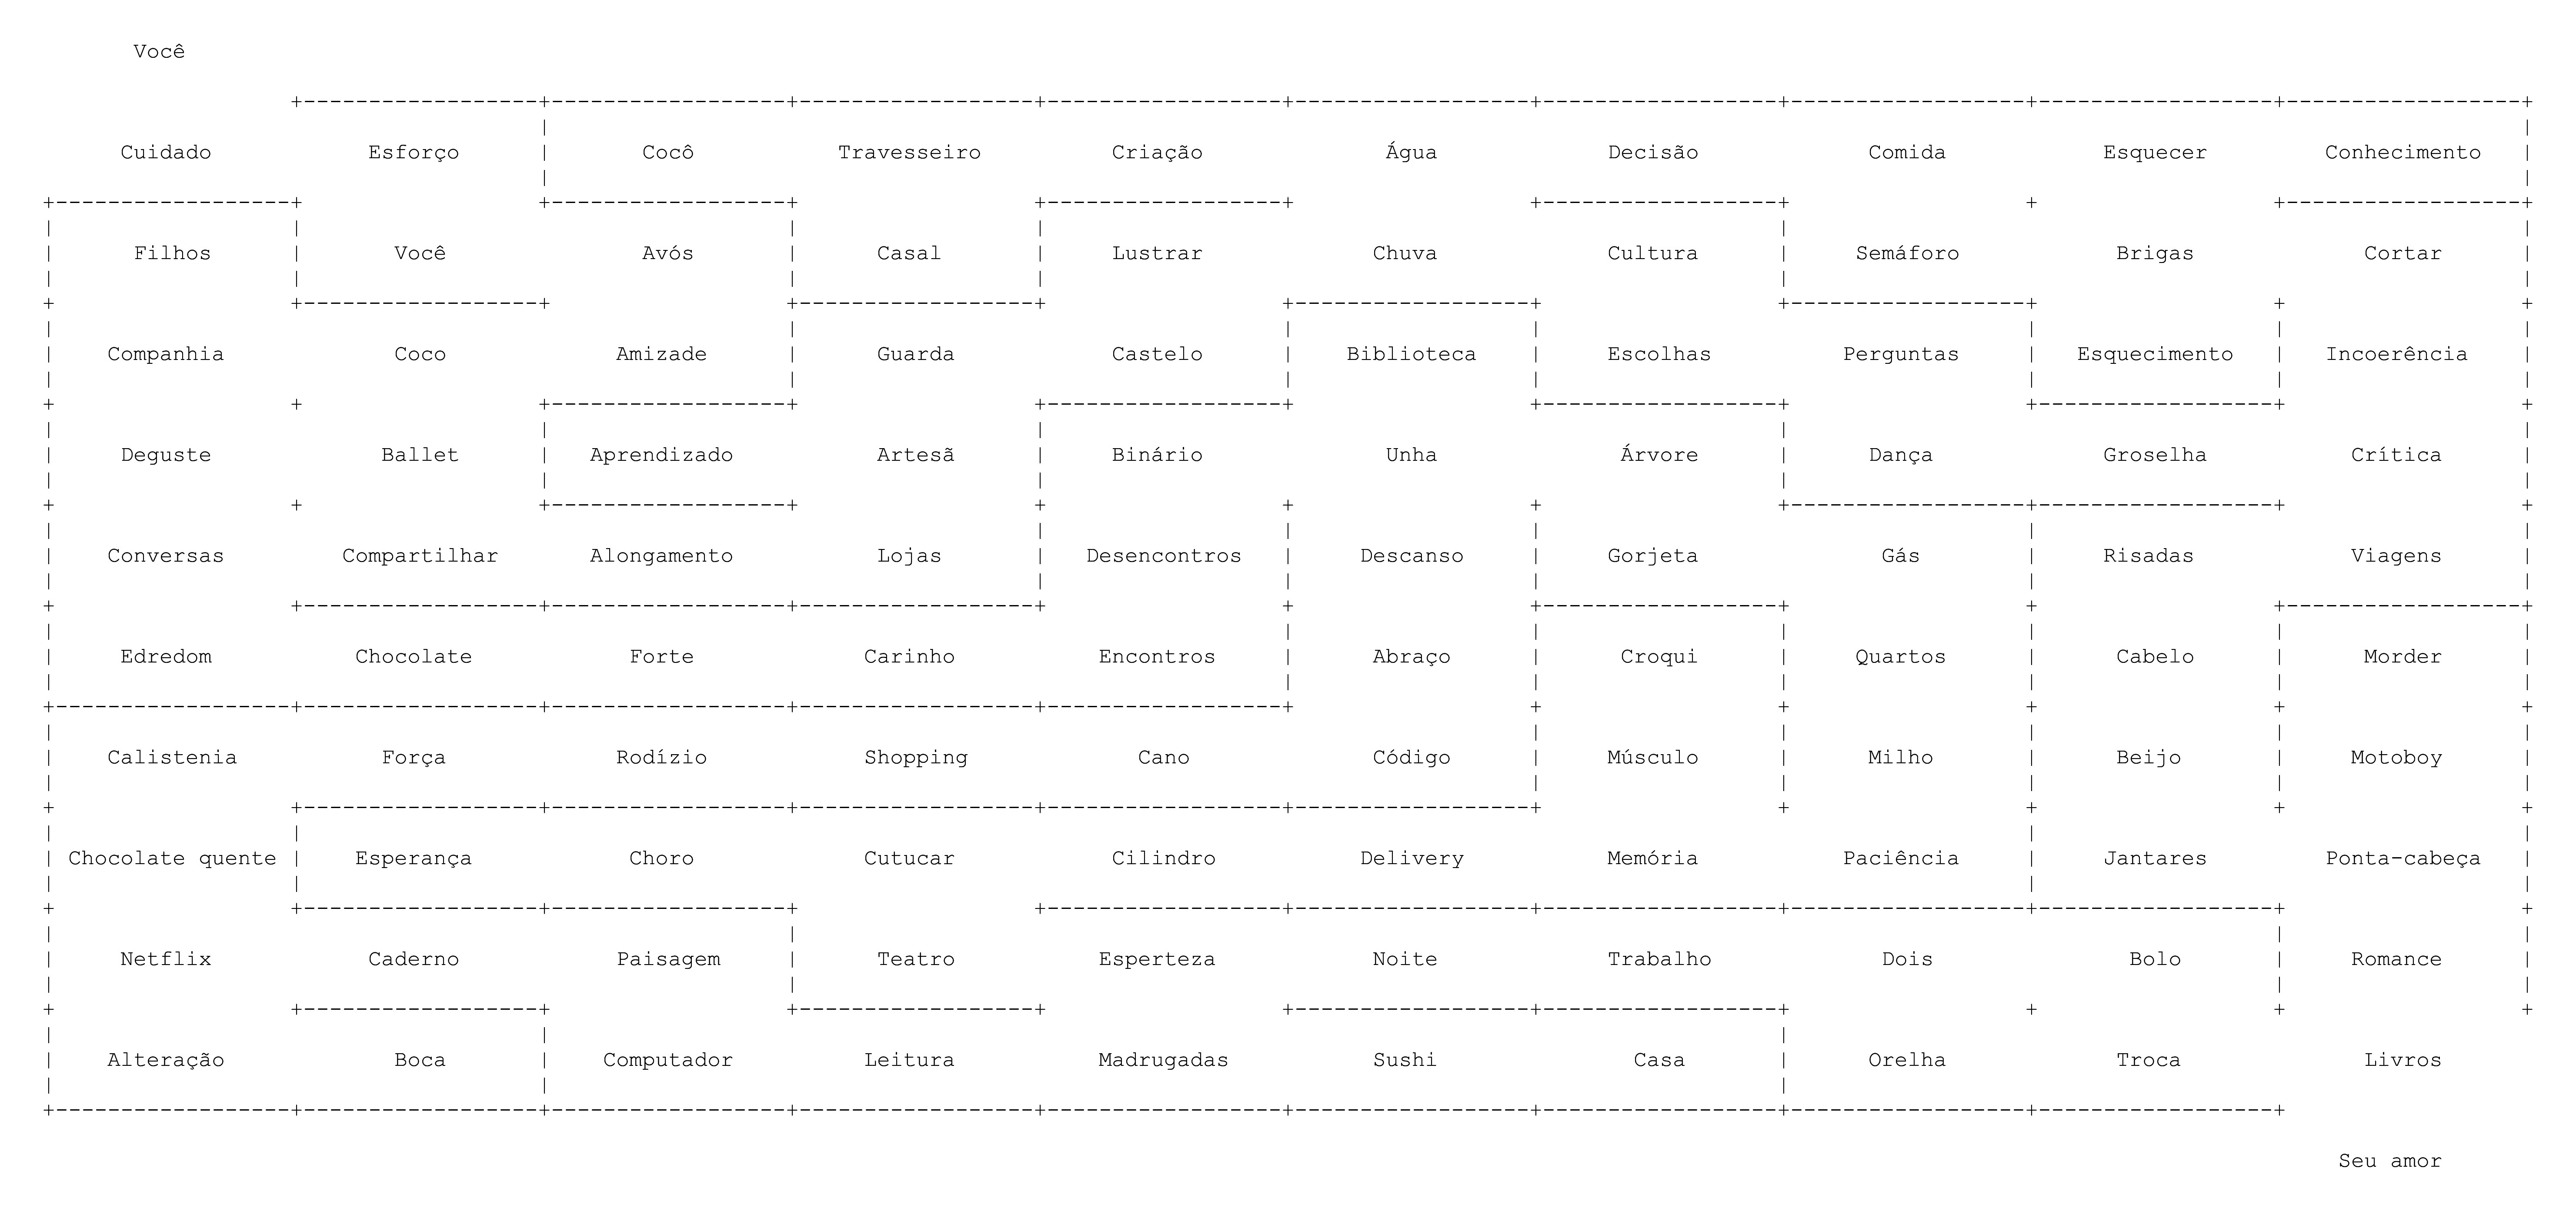 Você
Cuidado Esforço Cocô Travesseiro Criação Água Decisão Comida Esquecer Conhecimento
Filhos Você Avós Casal Lustrar Chuva Cultura Semáforo Brigas Cortar
Companhia Coco Amizade Guarda Castelo Biblioteca Escolhas Perguntas Esquecimento Incoerência
Deguste Ballet Aprendizado Artesã Binário Unha Árvore Dança Groselha Crítica
Conversas Compartilhar Alongamento Lojas Desencontros Descanso Gorjeta Gás Risadas Viagens
Edredom Chocolate Forte Carinho Encontros Abraço Croqui Quartos Cabelo Morder
Calistenia Força Rodízio Shopping Cano Código Músculo Milho Beijo Motoboy
Chocolate quente Esperança Choro Cutucar Cilindro Delivery Memória Paciência Jantares Ponta-cabeça
Netflix Caderno Paisagem Teatro Esperteza Noite Trabalho Dois Bolo Romance
Alteração Boca Computador Leitura Madrugadas Sushi Casa Orelha Troca Livros
Seu amor